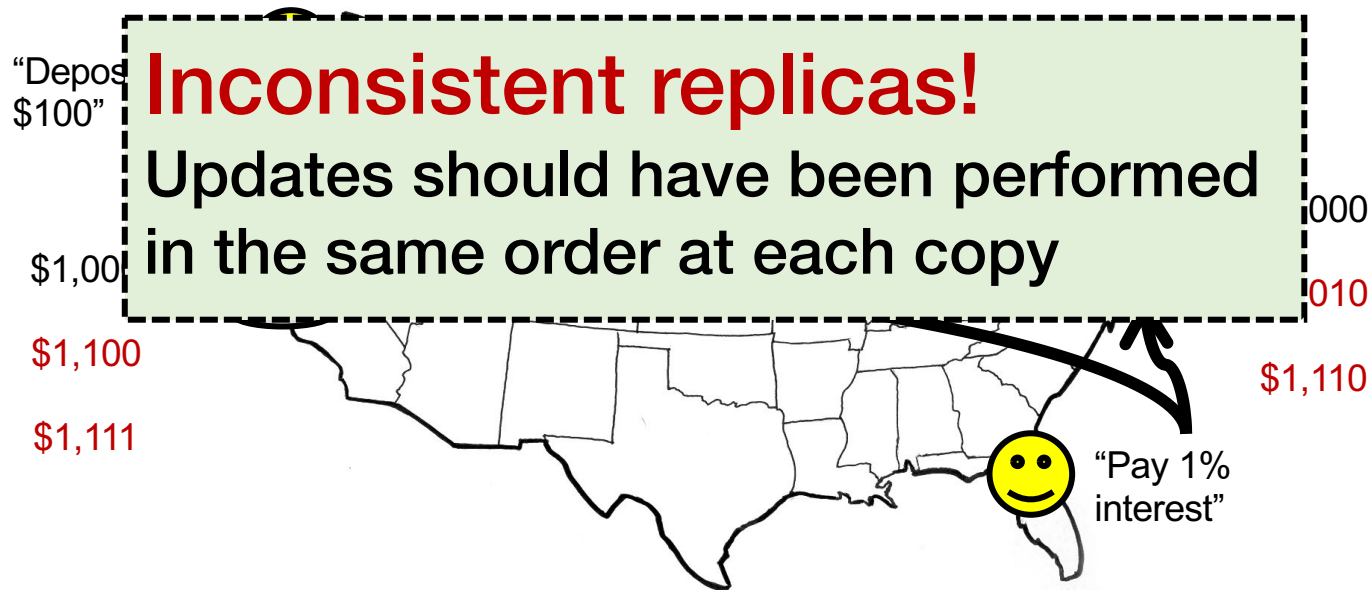 “Depos
$100”
Inconsistent replicas!
Updates should have been performed
in the same order at each copy
$1,00
000
010
$1,100
$1,110
$1,111
“Pay 1%
interest”